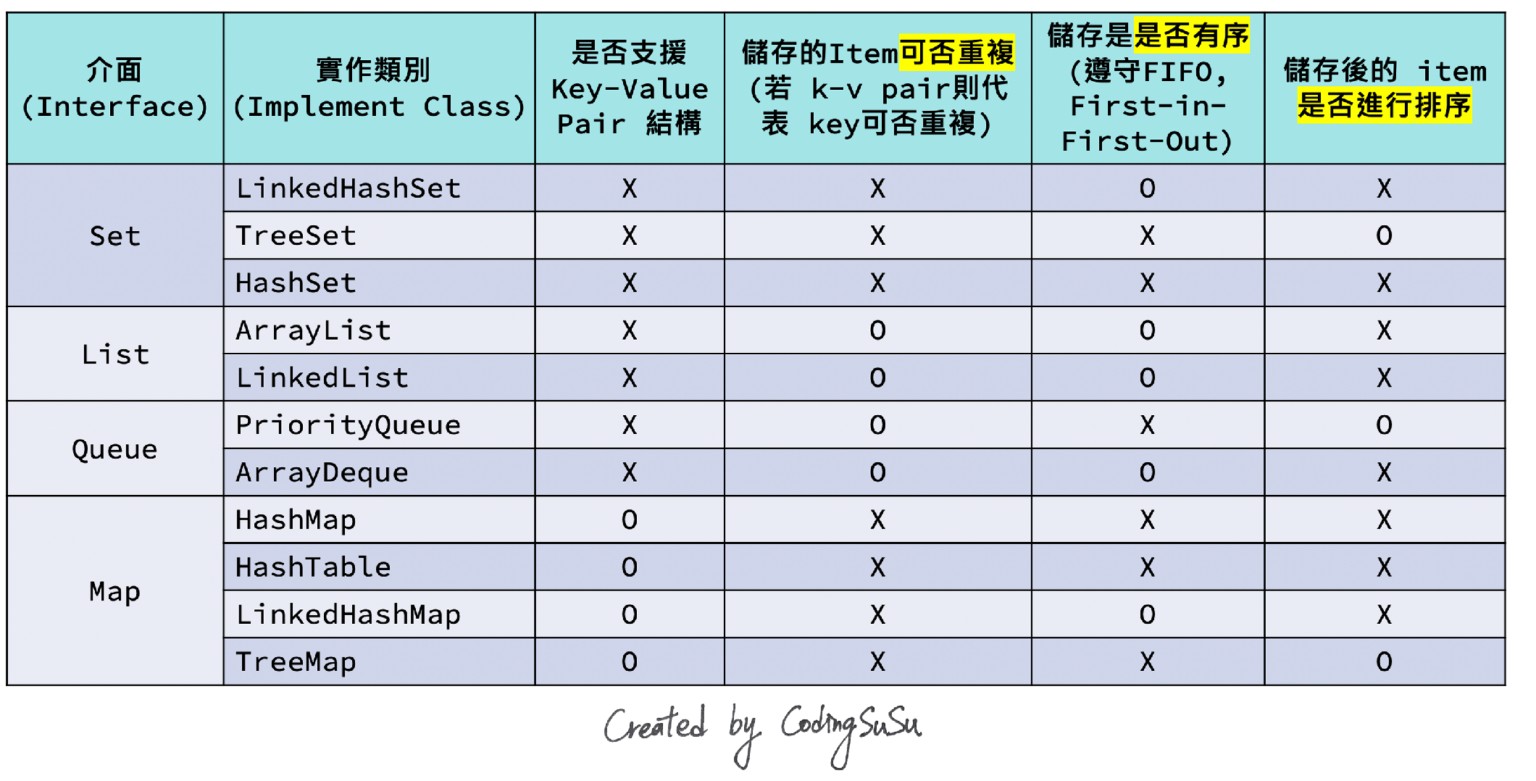 介面
(Interface)
實作類別
(Implement Class)
是否支援
Key-Value
Pair 結構
儲存的Item可否重複
(若 k-v pair則代
表 key可否重複)
儲存是是否有序
(遵守FIFO,
First-in-
First-Out)
儲存後的 item
是否進行排序
Set
LinkedHashSet X X O X
TreeSet X X X O
HashSet X X X X
List
ArrayList X O O X
LinkedList X O O X
Queue
PriorityQueue X O X O
ArrayDeque X O O X
Map
HashMap O X X X
HashTable O X X X
LinkedHashMap O X O X
TreeMap O X X O
Created by CodingSuSu